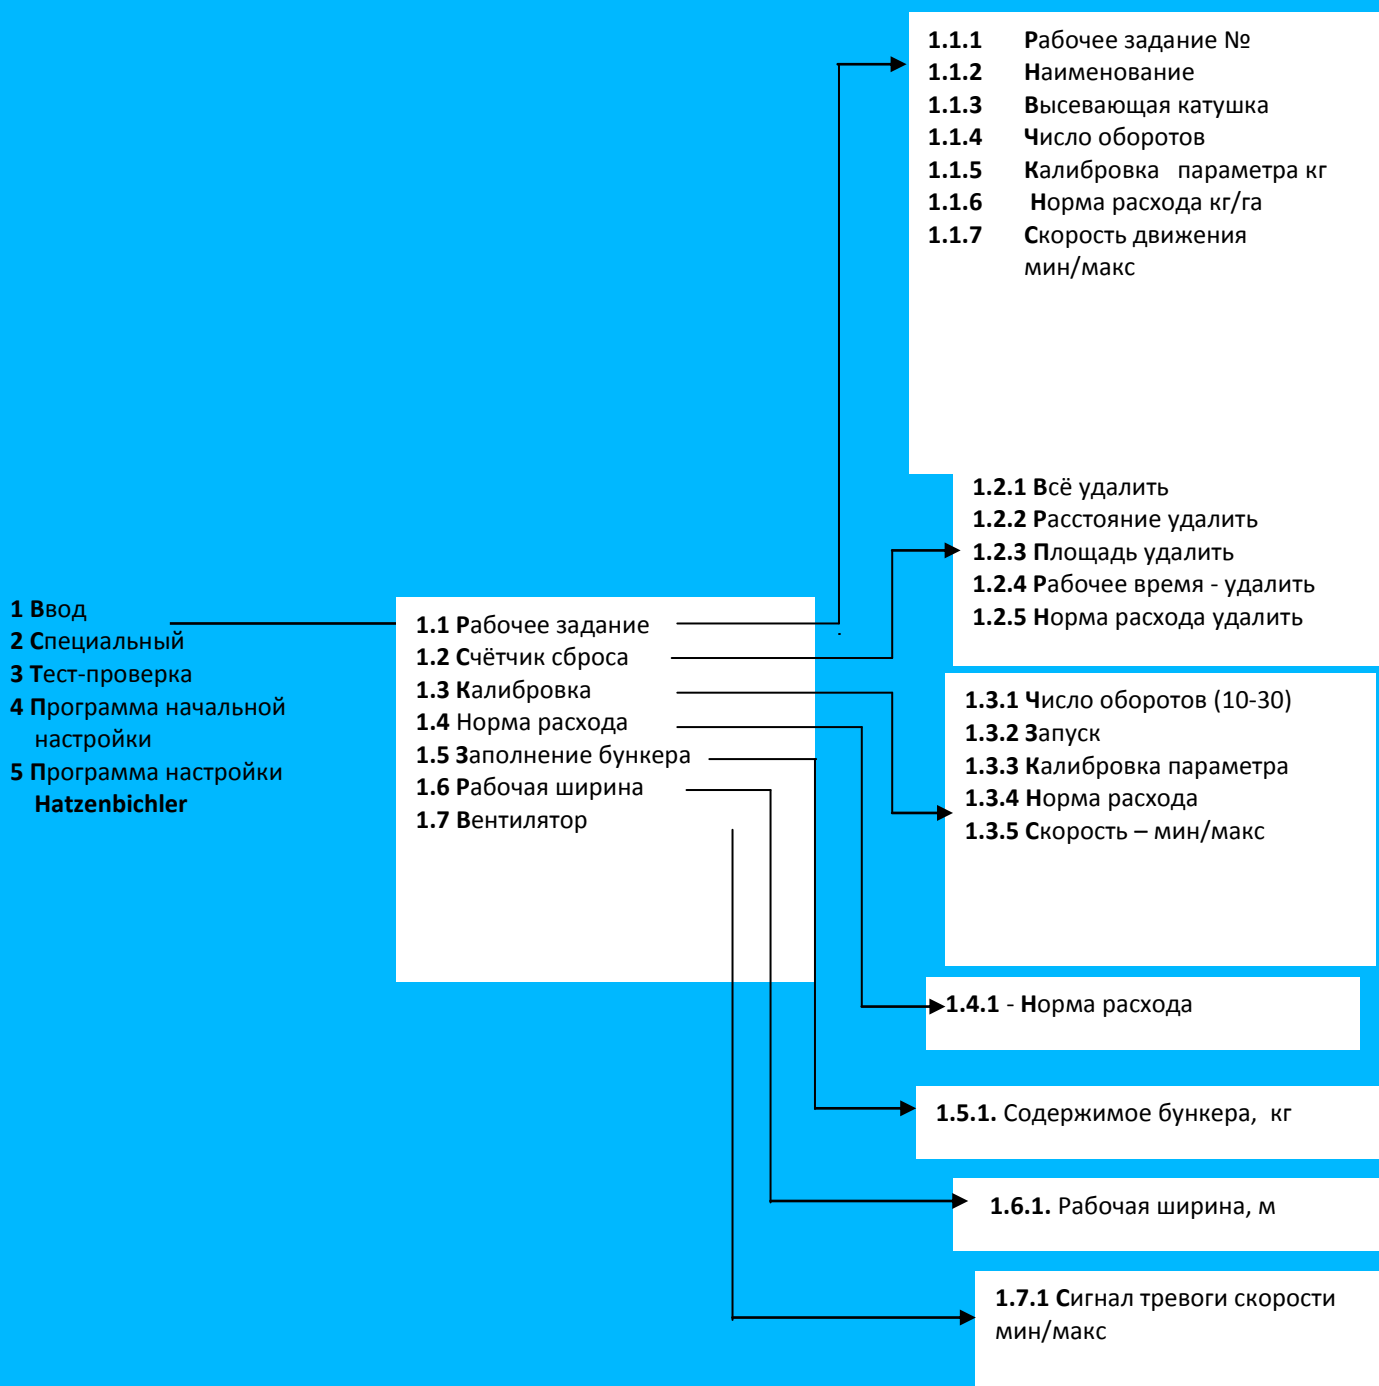 1 Ввод
2 Специальный
3 Тест-проверка
4 Программа начальной
настройки
5 Программа настройки
Hatzenbichler
1.1 Рабочее задание
1.2 Счётчик сброса
1.3 Калибровка
1.4 Норма расхода
1.5 Заполнение бункера
1.6 Рабочая ширина
1.7 Вентилятор
1.1.1 Рабочее задание №
1.1.2 Наименование
1.1.3 Высевающая катушка
1.1.4 Число оборотов
1.1.5 Калибровка параметра кг
1.1.6 Норма расхода кг/га
1.1.7 Скорость движения
мин/макс
1.2.1 Всё удалить
1.2.2 Расстояние удалить
1.2.3 Площадь удалить
1.2.4 Рабочее время - удалить
1.2.5 Норма расхода удалить
1.3.1 Число оборотов (10-30)
1.3.2 Запуск
1.3.3 Калибровка параметра
1.3.4 Норма расхода
1.3.5 Скорость – мин/макс
1.4.1 - Норма расхода
1.5.1. Содержимое бункера, кг
1.6.1. Рабочая ширина, м
1.7.1 Сигнал тревоги скорости
мин/макс